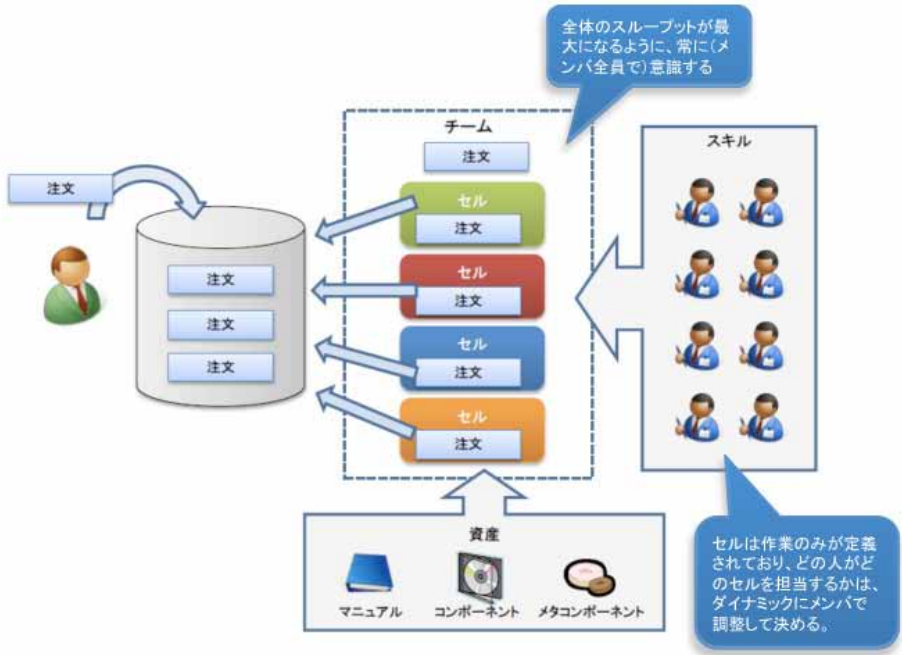 全体のスループットが最
大になるように、常に(メ
ンバ全員で)意識する
チーム
注文
スキル
注文
セル
注文
セル
注文
セル
注文
セル
注文
注文
注文
注文
資産
マニュアル
コンポーネント
メタコンポーネント
セルは作業のみが定義
されており、どの人がど
のセルを担当するかは、
ダイナミックにメンバで
調整して決める。